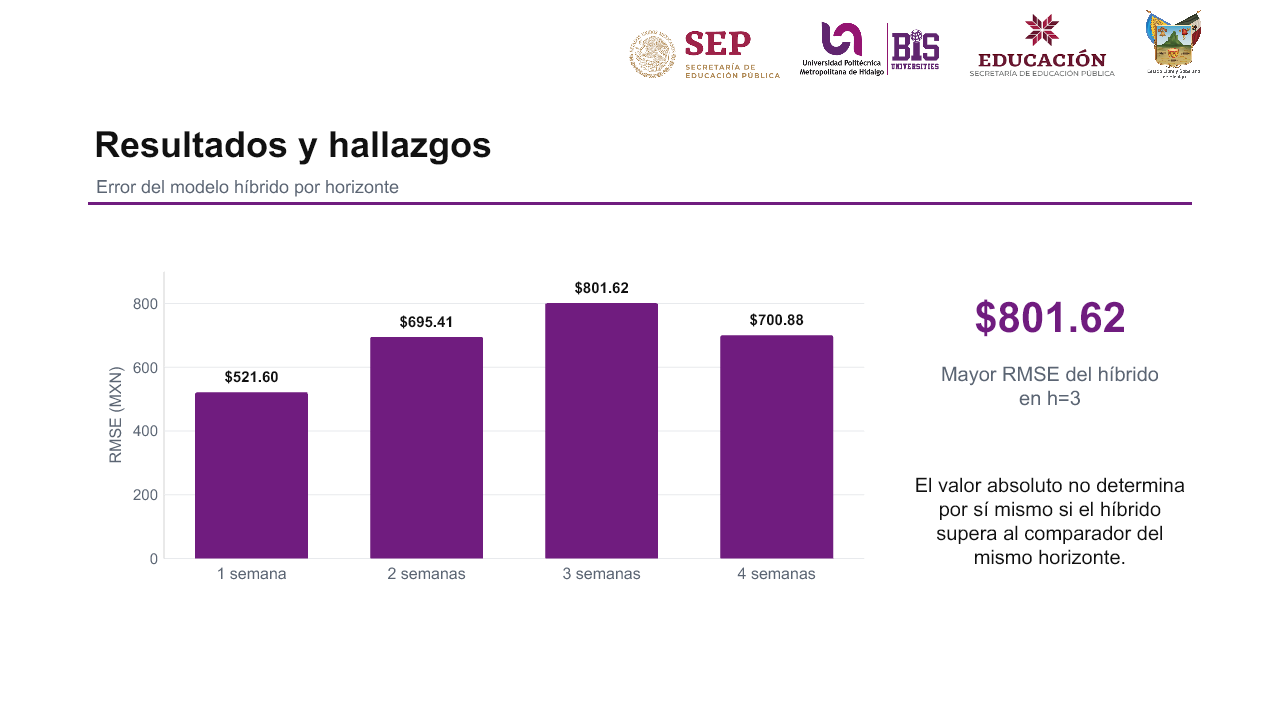 SEP
SECRETARÍA DE
EDUCACIÓN PÚBLICA
Universidad Politécnica
Metropolitana de Hidalgo
BIS
UNIVERSITIES
EDUCACIÓN
SECRETARÍA DE EDUCACIÓN PÚBLICA
Resultados y hallazgos
Error del modelo híbrido por horizonte
RMSE (MXN)
800
600
400
200
0
$521.60
$695.41
$801.62
$700.88
1 semana
2 semanas
3 semanas
4 semanas
$801.62
Mayor RMSE del híbrido
en h=3
El valor absoluto no determina
por sí mismo si el híbrido
supera al comparador del
mismo horizonte.